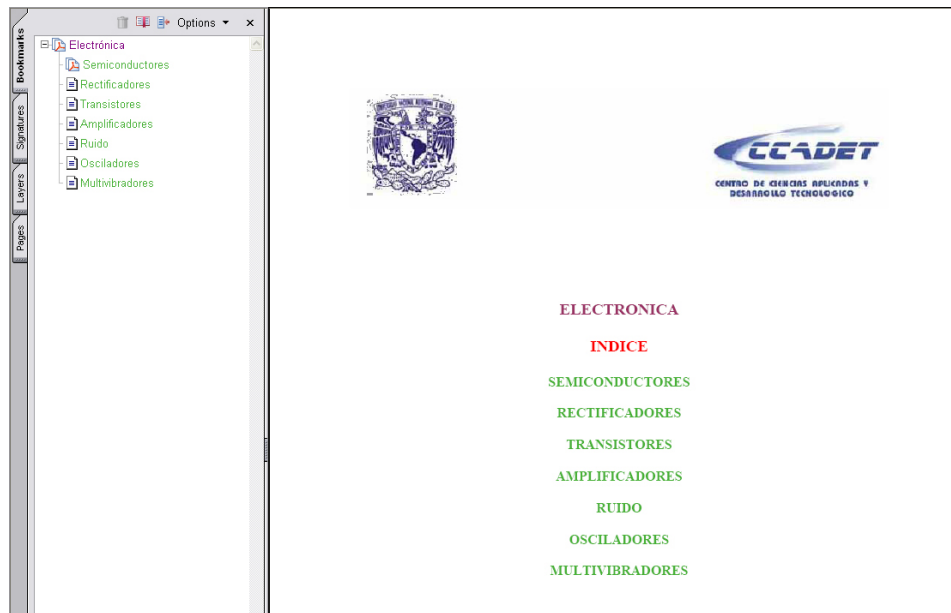 Options
Bookmarks
Signatures
Layers
Pages
Electrónica
Semiconductores
Rectificadores
Transistores
Amplificadores
Ruido
Osciladores
Multivibradores
CCADET
CENTRO DE CIENCIAS APLICADAS Y
DESARROLLO TECNOLOGICO
ELECTRONICA
INDICE
SEMICONDUCTORES
RECTIFICADORES
TRANSISTORES
AMPLIFICADORES
RUIDO
OSCILADORES
MULTIVIBRADORES